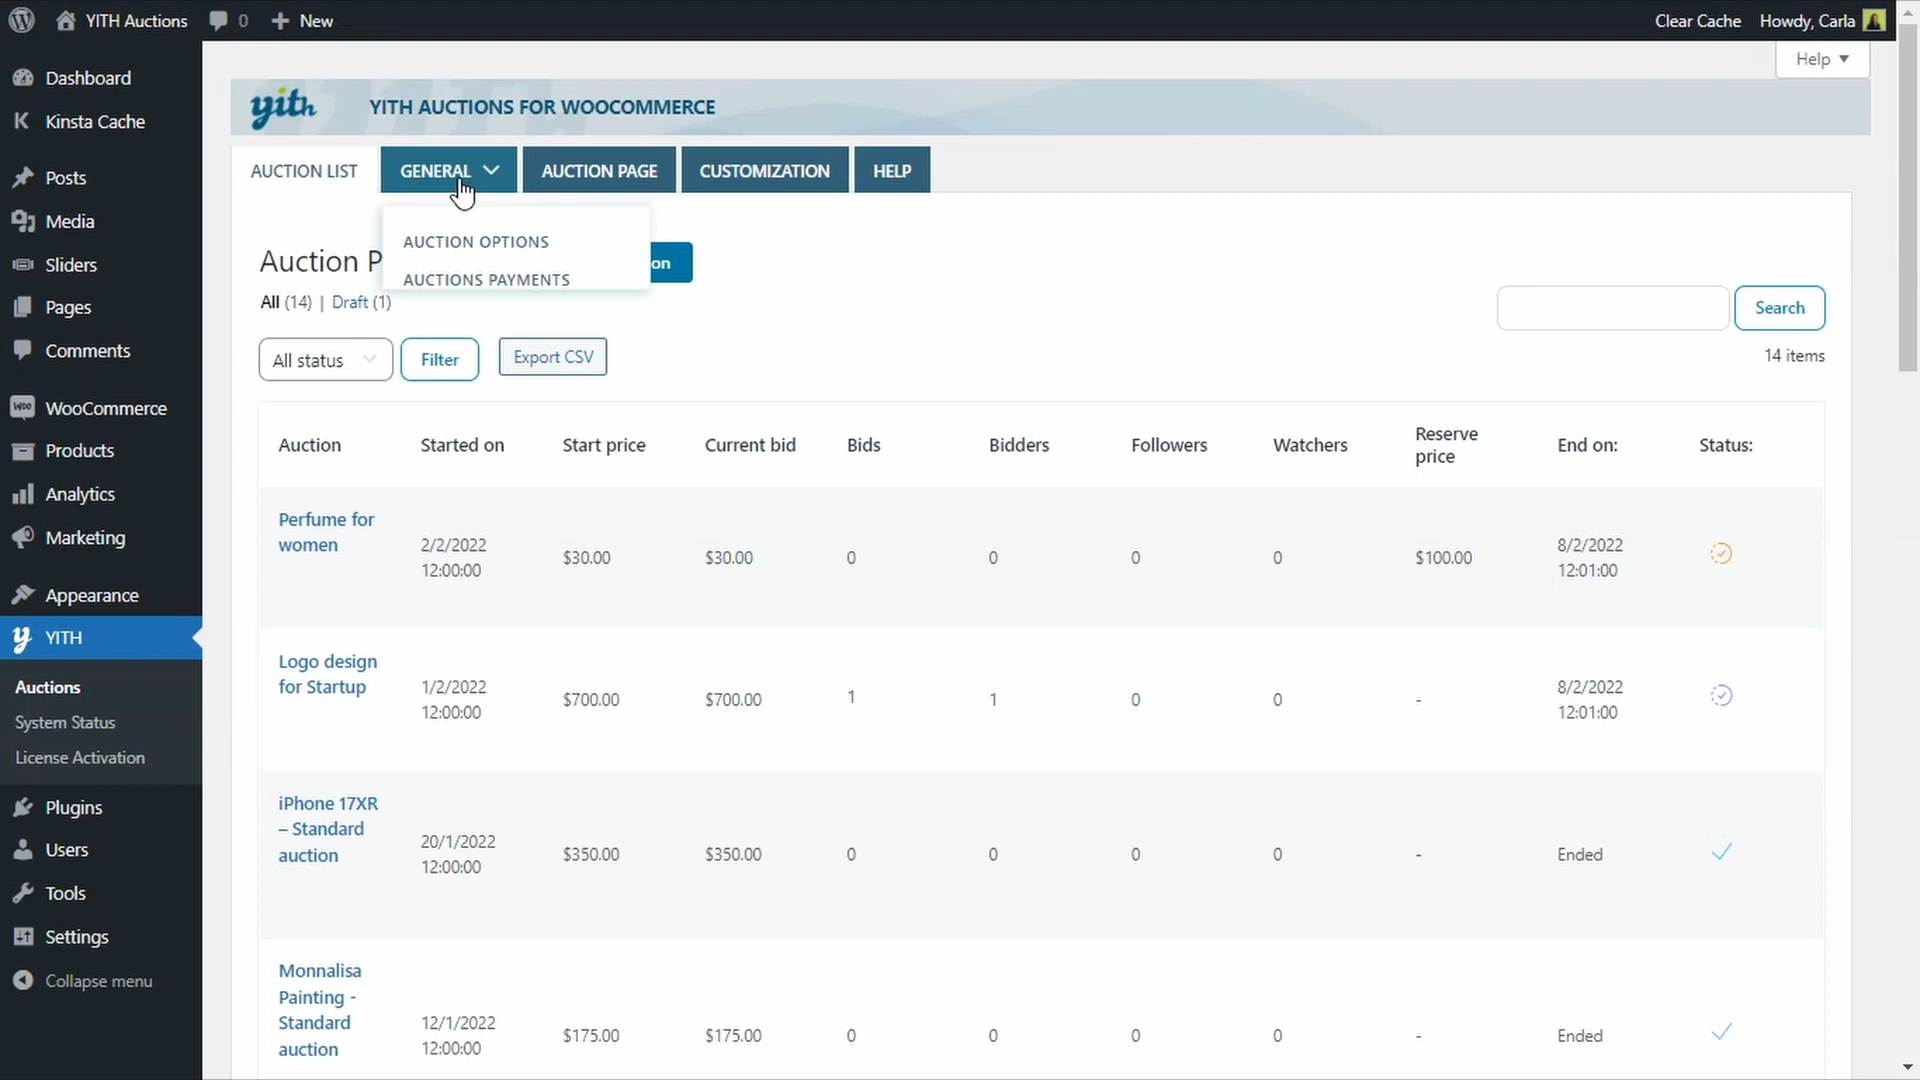 YITH Auctions 0 New Clear Cache Howdy, Carla
Help
Dashboard
Kinsta Cache
Posts
Media
Sliders
Pages
Comments
WooCommerce
Products
Analytics
Marketing
Appearance
YITH
Auctions
System Status
License Activation
Plugins
Users
Tools
Settings
Collapse menu
yith YITH AUCTIONS FOR WOOCOMMERCE
AUCTION LIST GENERAL AUCTION PAGE CUSTOMIZATION HELP
AUCTION OPTIONS
AUCTIONS PAYMENTS
Auction P on
All (14) | Draft (1)
Search
All status Filter Export CSV
14 items
Auction Started on Start price Current bid Bids Bidders Followers Watchers Reserve price End on: Status:
Perfume for women 2/2/2022 12:00:00 $30.00 $30.00 0 0 0 0 $100.00 8/2/2022 12:01:00
Logo design for Startup 1/2/2022 12:00:00 $700.00 $700.00 1 1 0 0 - 8/2/2022 12:01:00
iPhone 17XR – Standard auction 20/1/2022 12:00:00 $350.00 $350.00 0 0 0 0 - Ended
Monnalisa Painting - Standard auction 12/1/2022 12:00:00 $175.00 $175.00 0 0 0 0 - Ended